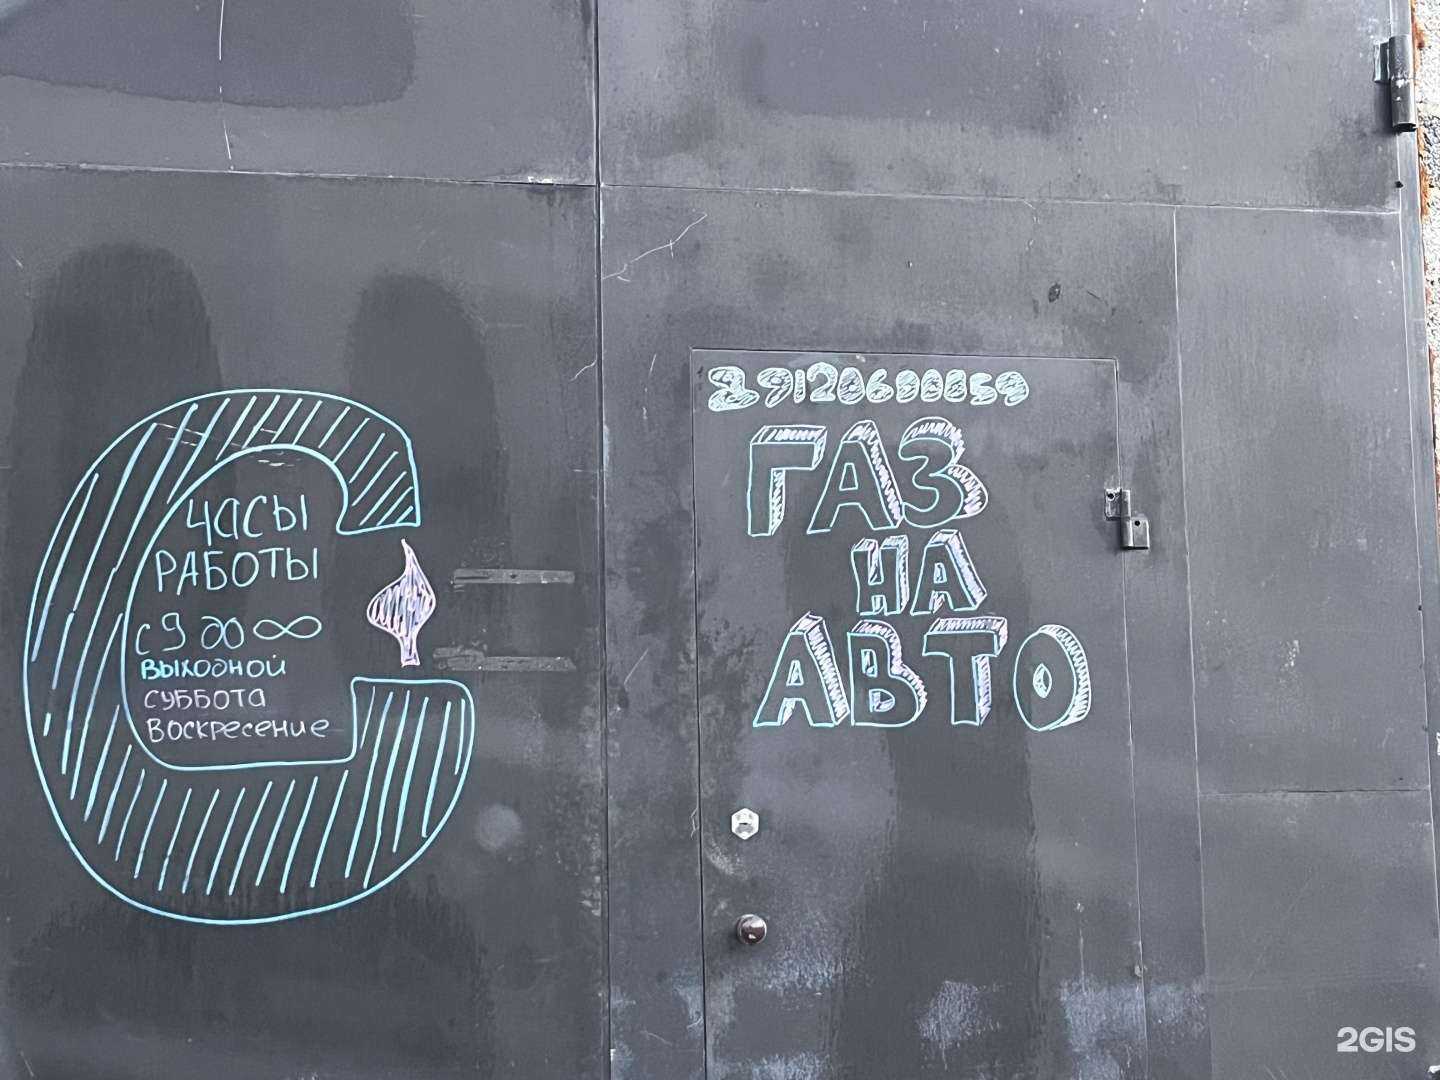 ЧАСЫ
РАБОТЫ
С 9 до ∞
ВЫХОДНОЙ
СУББОТА
ВОСКРЕСЕНИЕ
89120600059
ГАЗ
НА
АВТО
2GIS